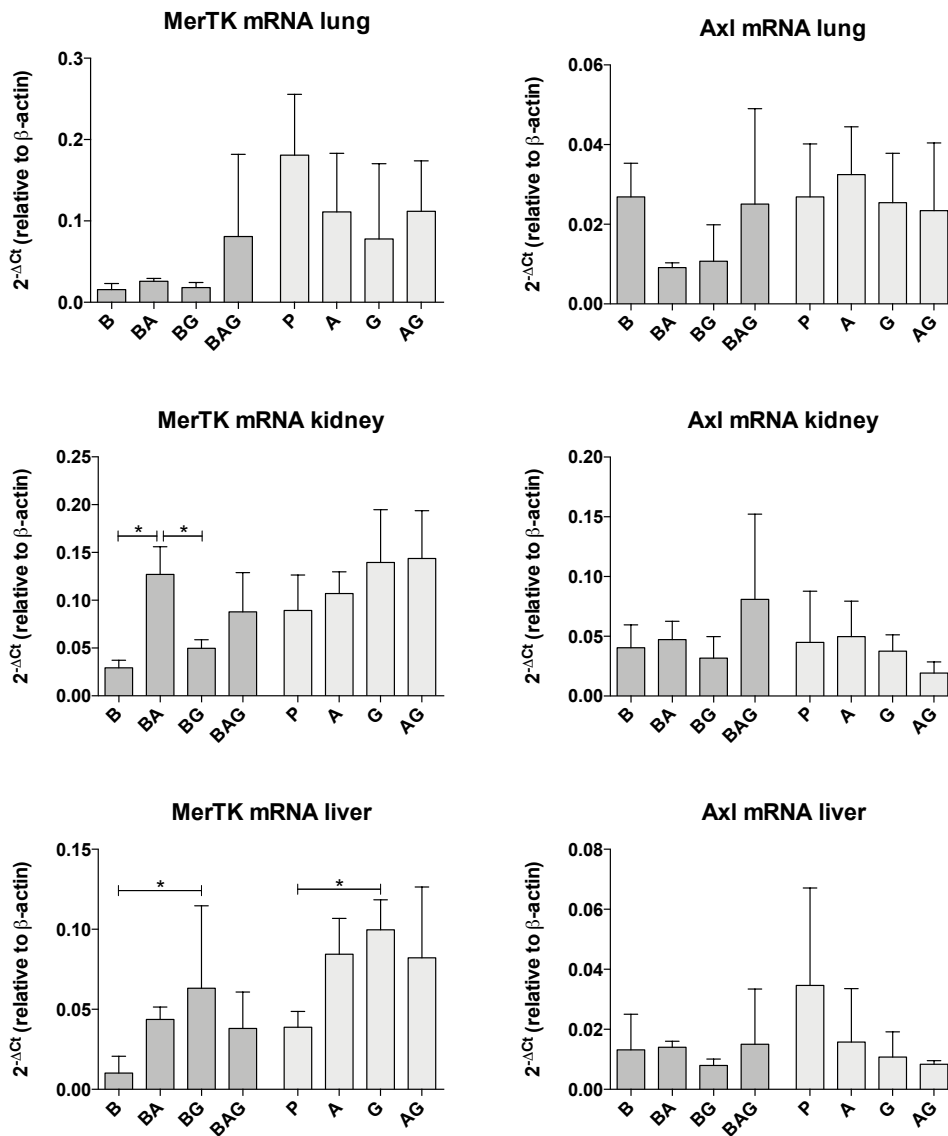 MerTK mRNA lung
2-ΔCt (relative to β-actin)
0.3
0.2
0.1
0.0
B BA BG BAG P A G AG
Axl mRNA lung
2-ΔCt (relative to β-actin)
0.06
0.04
0.02
0.00
B BA BG BAG P A G AG
MerTK mRNA kidney
2-ΔCt (relative to β-actin)
0.25
0.20
0.15
0.10
0.05
0.00
* *
B BA BG BAG P A G AG
Axl mRNA kidney
2-ΔCt (relative to β-actin)
0.20
0.15
0.10
0.05
0.00
B BA BG BAG P A G AG
MerTK mRNA liver
2-ΔCt (relative to β-actin)
0.15
0.10
0.05
0.00
* *
B BA BG BAG P A G AG
Axl mRNA liver
2-ΔCt (relative to β-actin)
0.08
0.06
0.04
0.02
0.00
B BA BG BAG P A G AG